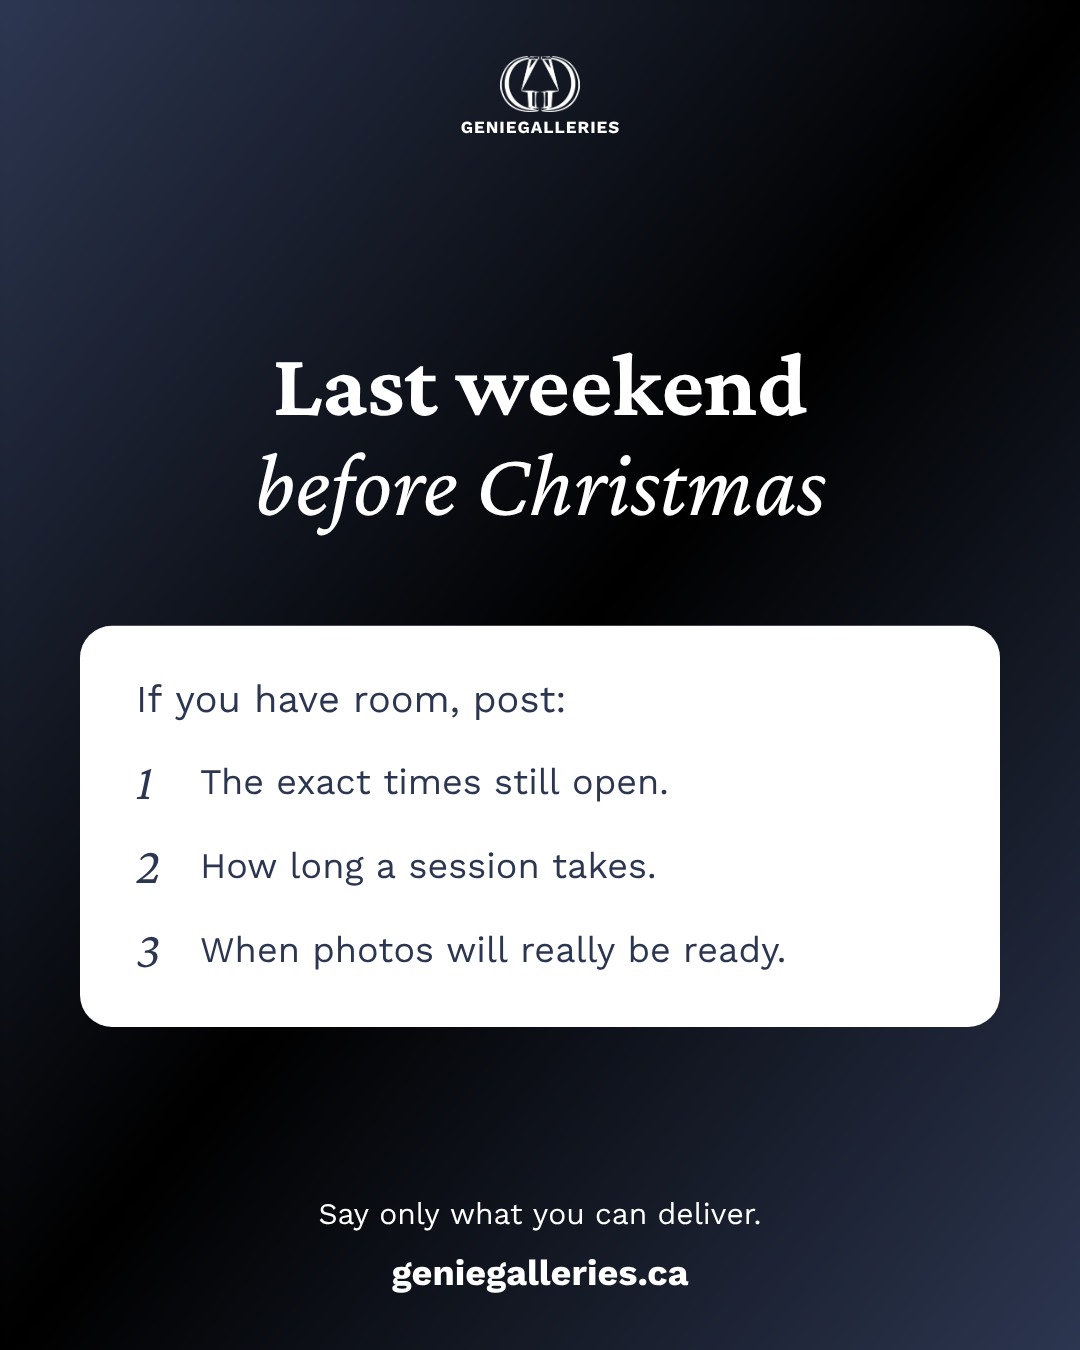 GENIEGALLERIES
Last weekend
before Christmas
If you have room, post:
1 The exact times still open.
2 How long a session takes.
3 When photos will really be ready.
Say only what you can deliver.
geniegalleries.ca